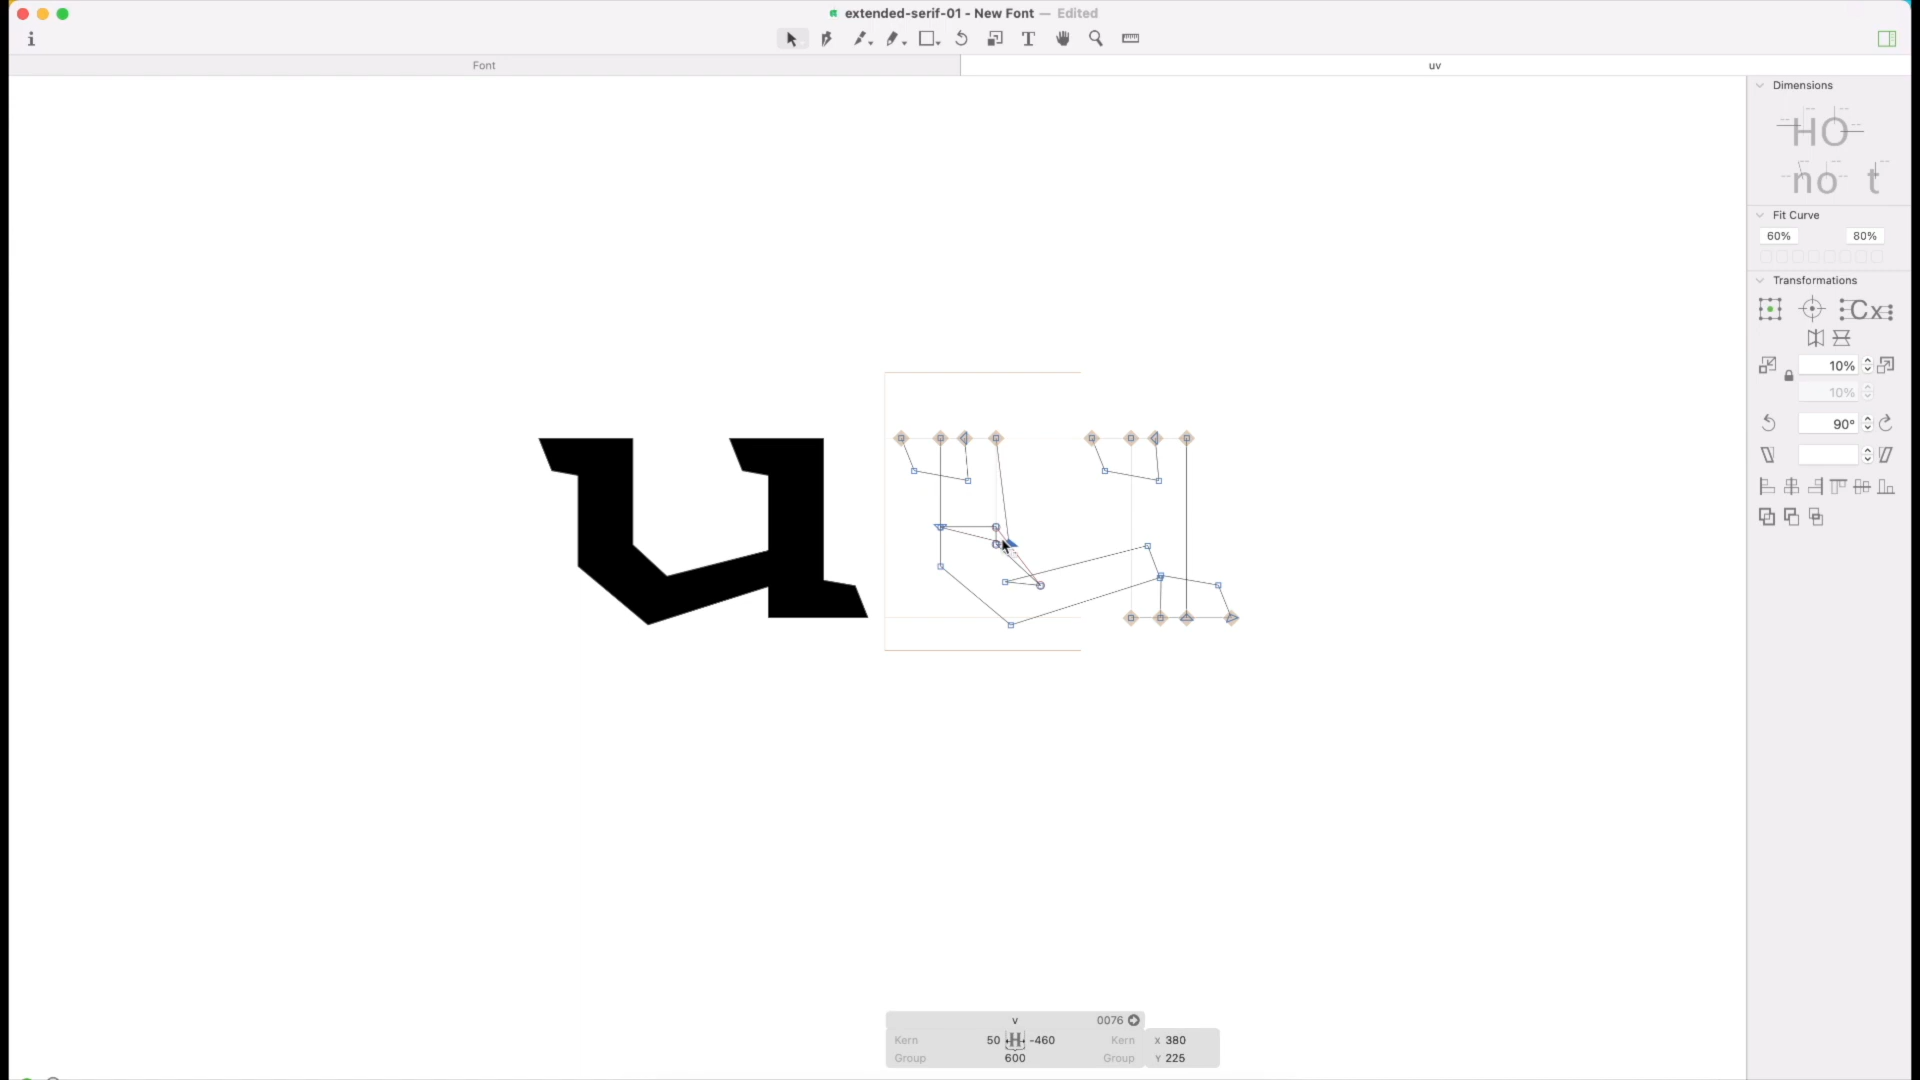 extended-serif-01 - New Font — Edited
Font
uv
Dimensions
HO
no t
Fit Curve
60% 80%
Transformations
Cx
10%
10%
90°
u
v 0076
Kern 50 H -460 Kern X 380
Group 600 Group Y 225